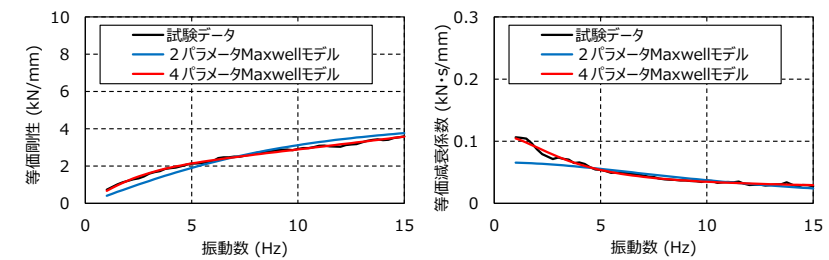 10
8
6
4
2
0
等価剛性 (kN/mm)
試験データ
２パラメータMaxwellモデル
４パラメータMaxwellモデル
0
5
10
15
振動数 (Hz)
0.3
0.2
0.1
0
等価減衰係数 (kN･s/mm)
試験データ
２パラメータMaxwellモデル
４パラメータMaxwellモデル
0
5
10
15
振動数 (Hz)